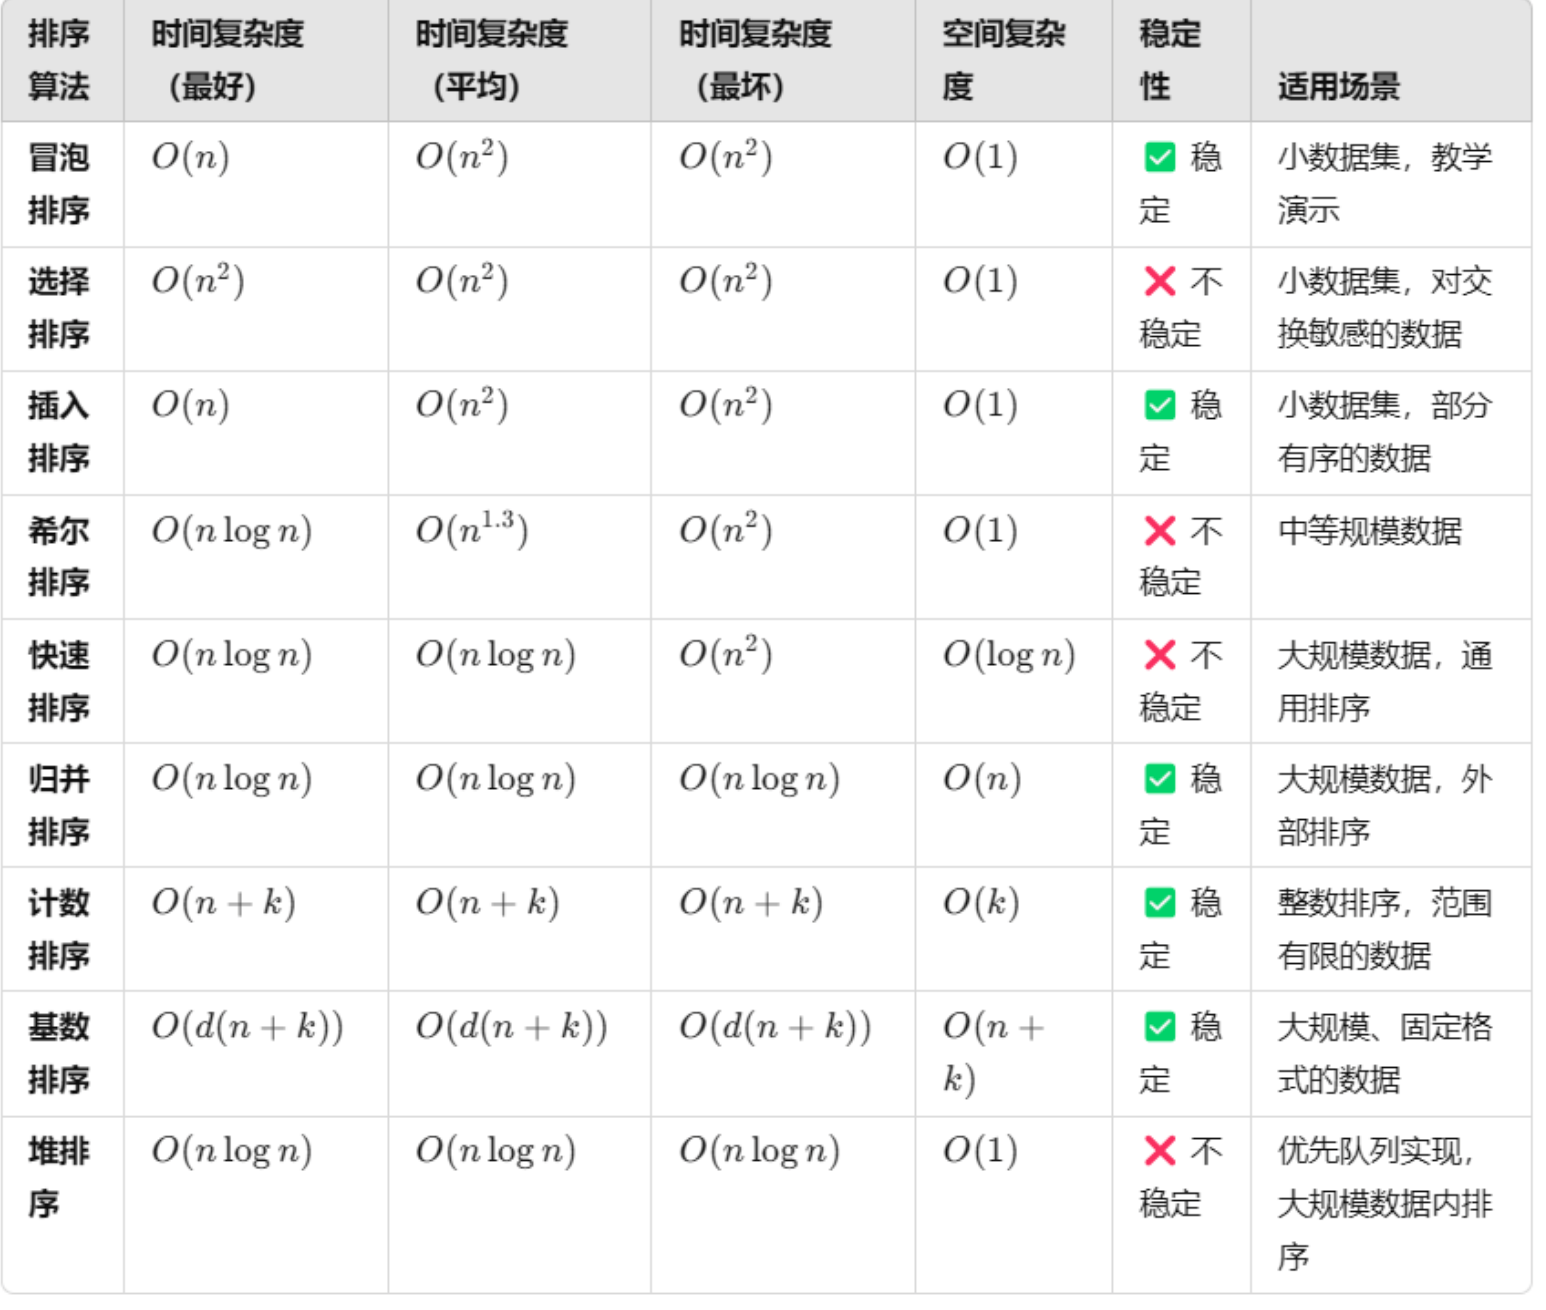 排序算法 时间复杂度（最好） 时间复杂度（平均） 时间复杂度（最坏） 空间复杂度 稳定性 适用场景
冒泡排序 O(n) O(n²) O(n²) O(1) ✅ 稳定 小数据集，教学演示
选择排序 O(n²) O(n²) O(n²) O(1) ❌ 不稳定 小数据集，对交换敏感的数据
插入排序 O(n) O(n²) O(n²) O(1) ✅ 稳定 小数据集，部分有序的数据
希尔排序 O(n log n) O(n^1.3) O(n²) O(1) ❌ 不稳定 中等规模数据
快速排序 O(n log n) O(n log n) O(n²) O(log n) ❌ 不稳定 大规模数据，通用排序
归并排序 O(n log n) O(n log n) O(n log n) O(n) ✅ 稳定 大规模数据，外部排序
计数排序 O(n + k) O(n + k) O(n + k) O(k) ✅ 稳定 整数排序，范围有限的数据
基数排序 O(d(n + k)) O(d(n + k)) O(d(n + k)) O(n + k) ✅ 稳定 大规模、固定格式的数据
堆排序 O(n log n) O(n log n) O(n log n) O(1) ❌ 不稳定 优先队列实现，大规模数据内排序